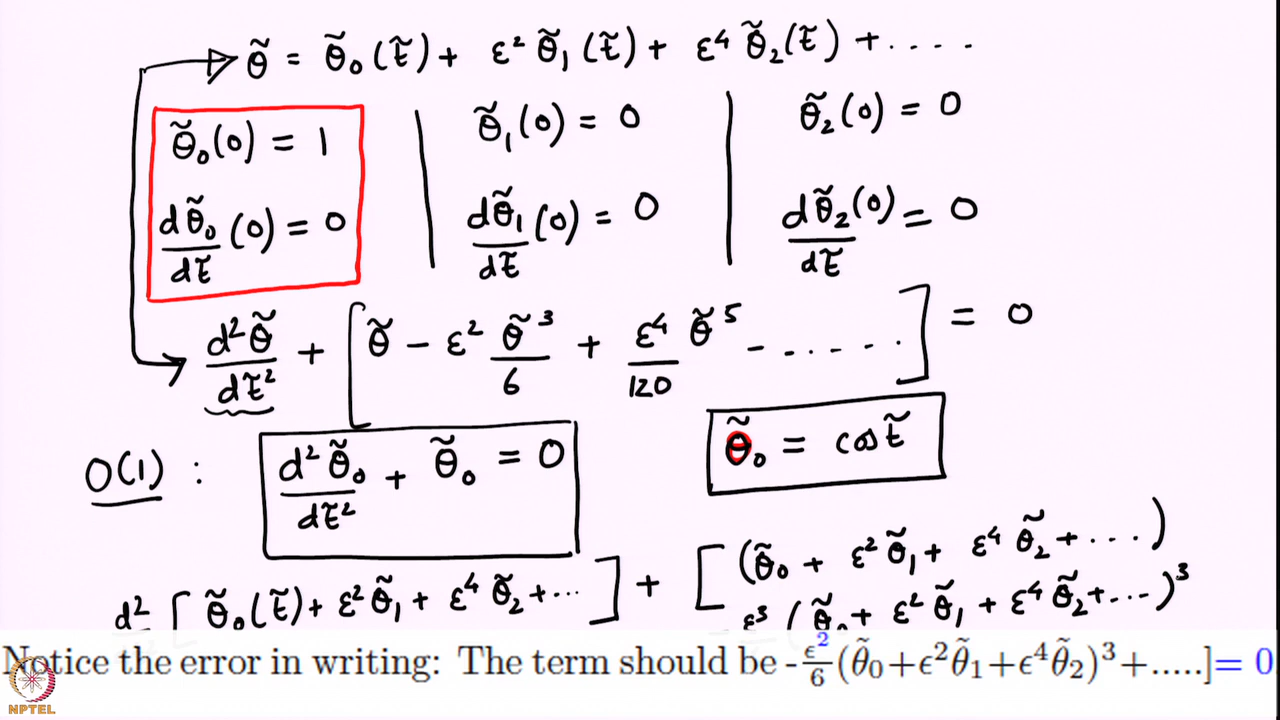 θ̃ = θ̃₀(t̃) + ε² θ̃₁(t̃) + ε⁴ θ̃₂(t̃) + ....
θ̃₀(0) = 1 | θ̃₁(0) = 0 | θ̃₂(0) = 0
dθ̃₀/dt̃ (0) = 0 | dθ̃₁/dt̃ (0) = 0 | dθ̃₂(0)/dt̃ = 0
d²θ̃/dt̃² + [θ̃ - ε² θ̃³/6 + ε⁴/120 θ̃⁵ - ......] = 0
O(1) : d²θ̃₀/dt̃² + θ̃₀ = 0 θ̃₀ = cos t̃
d² [θ̃₀(t̃) + ε² θ̃₁ + ε⁴ θ̃₂ + ...] + [(θ̃₀ + ε² θ̃₁ + ε⁴ θ̃₂ + ...)
ε³ (θ̃₀ + ε² θ̃₁ + ε⁴ θ̃₂ + ...)³
Notice the error in writing: The term should be -ϵ²/6(θ̃₀+ϵ²θ̃₁+ϵ⁴θ̃₂)³+.....]= 0
NPTEL